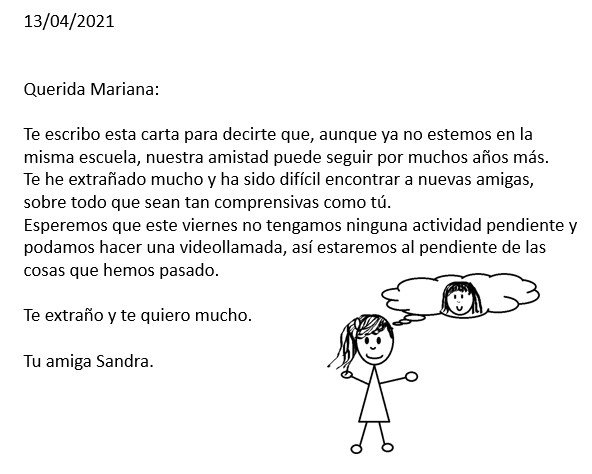 13/04/2021
Querida Mariana:
Te escribo esta carta para decirte que, aunque ya no estemos en la
misma escuela, nuestra amistad puede seguir por muchos años más.
Te he extrañado mucho y ha sido difícil encontrar a nuevas amigas,
sobre todo que sean tan comprensivas como tú.
Esperemos que este viernes no tengamos ninguna actividad pendiente y
podamos hacer una videollamada, así estaremos al pendiente de las
cosas que hemos pasado.
Te extraño y te quiero mucho.
Tu amiga Sandra.